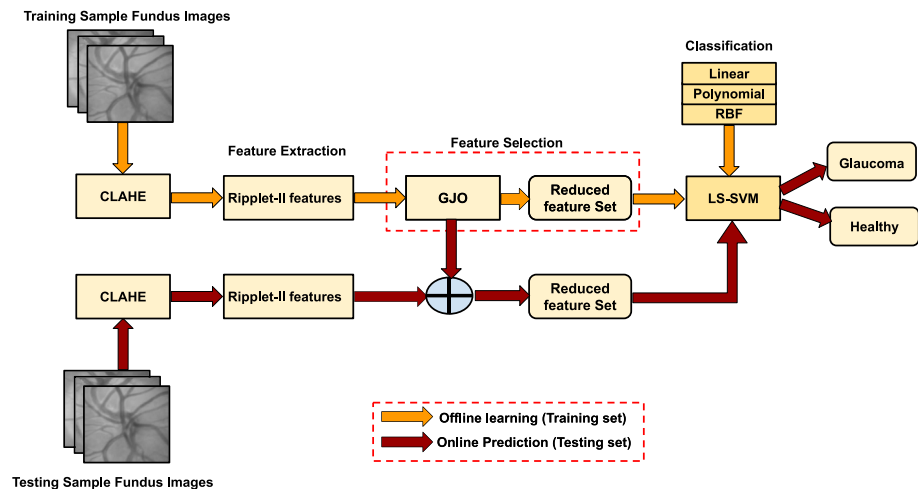 Training Sample Fundus Images
Classification
Linear
Polynomial
RBF
Feature Extraction
Feature Selection
CLAHE
Ripplet-II features
GJO
Reduced
feature Set
LS-SVM
Glaucoma
Healthy
CLAHE
Ripplet-II features
Reduced
feature Set
Offline learning (Training set)
Online Prediction (Testing set)
Testing Sample Fundus Images